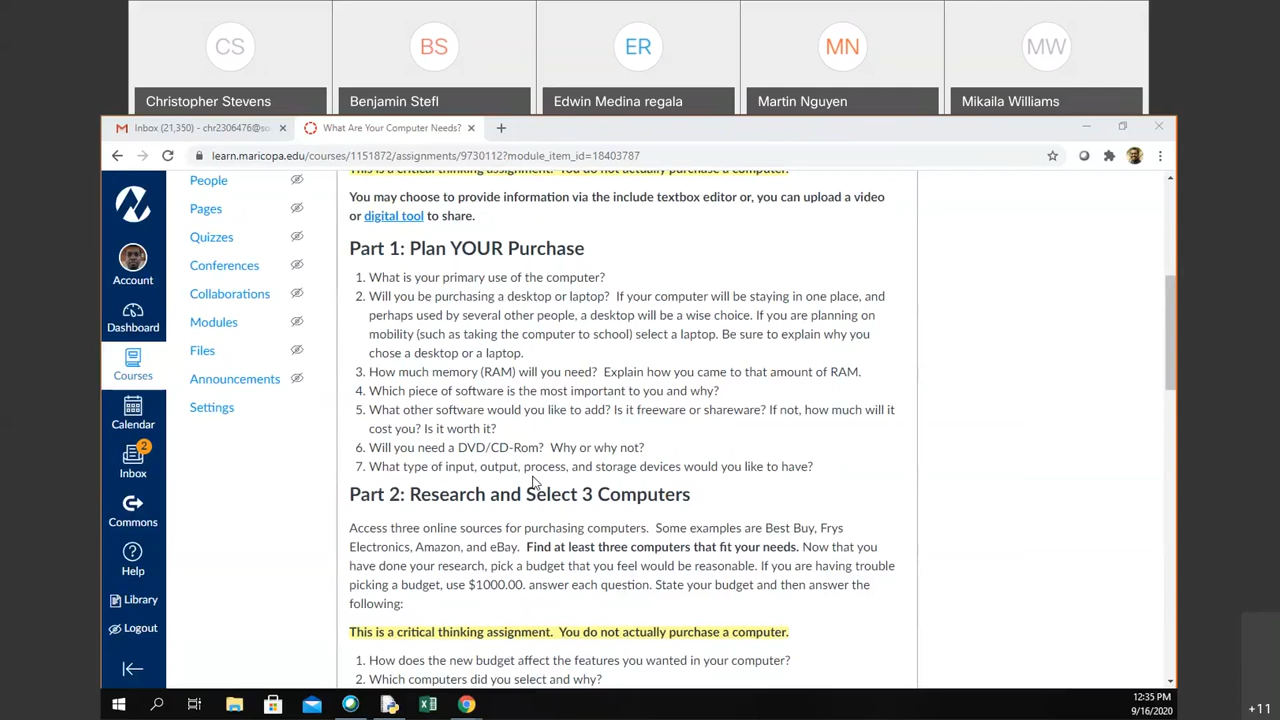 CS
BS
ER
MN
MW
Christopher Stevens
Benjamin Stefl
Edwin Medina regala
Martin Nguyen
Mikaila Williams
Inbox (21,350) - chr2306476@so
What Are Your Computer Needs?
learn.maricopa.edu/courses/1151872/assignments/9730112?module_item_id=18403787
Account
Dashboard
Courses
Calendar
2
Inbox
Commons
Help
Library
Logout
People
Pages
Quizzes
Conferences
Collaborations
Modules
Files
Announcements
Settings
This is a critical thinking assignment. You do not actually purchase a computer.
You may choose to provide information via the include textbox editor or, you can upload a video
or digital tool to share.
Part 1: Plan YOUR Purchase
1. What is your primary use of the computer?
2. Will you be purchasing a desktop or laptop? If your computer will be staying in one place, and
perhaps used by several other people, a desktop will be a wise choice. If you are planning on
mobility (such as taking the computer to school) select a laptop. Be sure to explain why you
chose a desktop or a laptop.
3. How much memory (RAM) will you need? Explain how you came to that amount of RAM.
4. Which piece of software is the most important to you and why?
5. What other software would you like to add? Is it freeware or shareware? If not, how much will it
cost you? Is it worth it?
6. Will you need a DVD/CD-Rom? Why or why not?
7. What type of input, output, process, and storage devices would you like to have?
Part 2: Research and Select 3 Computers
Access three online sources for purchasing computers. Some examples are Best Buy, Frys
Electronics, Amazon, and eBay. Find at least three computers that fit your needs. Now that you
have done your research, pick a budget that you feel would be reasonable. If you are having trouble
picking a budget, use $1000.00. answer each question. State your budget and then answer the
following:
This is a critical thinking assignment. You do not actually purchase a computer.
1. How does the new budget affect the features you wanted in your computer?
2. Which computers did you select and why?
12:35 PM
9/16/2020
+11